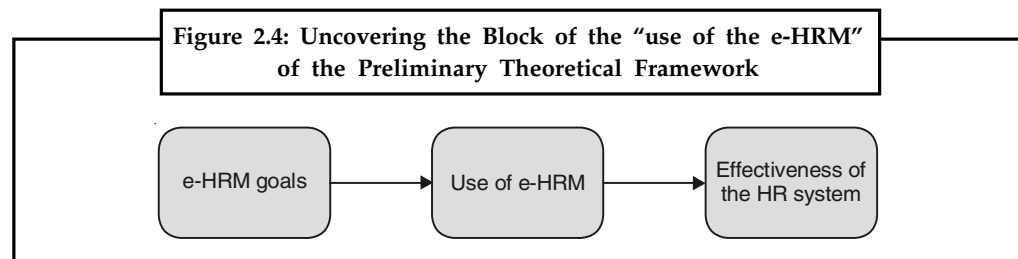 Figure 2.4: Uncovering the Block of the “use of the e-HRM”
of the Preliminary Theoretical Framework
e-HRM goals
Use of e-HRM
Effectiveness of
the HR system